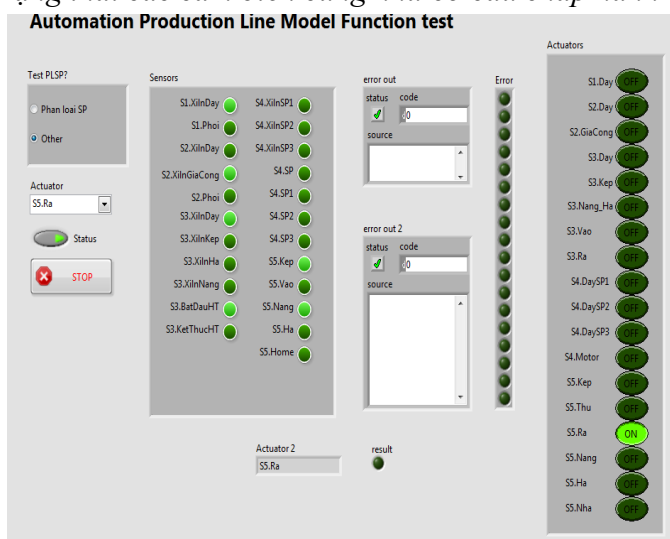 Automation Production Line Model Function test
Actuators
Test PLSP?
Phan loai SP
Other
Actuator
S5.Ra
Status
STOP
Sensors
S1.XilnDay
S1.Phoi
S2.XilnDay
S2.XilnGiaCong
S2.Phoi
S3.XilnDay
S3.XilnKep
S3.XilnHa
S3.XilnNang
S3.BatDauHT
S3.KetThucHT
S4.XilnSP1
S4.XilnSP2
S4.XilnSP3
S4.SP
S4.SP1
S4.SP2
S4.SP3
S5.Kep
S5.Vao
S5.Nang
S5.Ha
S5.Home
error out
status code
0
source
error out 2
status code
0
source
Error
S1.Day OFF
S2.Day OFF
S2.GiaCong OFF
S3.Day OFF
S3.Kep OFF
S3.Nang_Ha OFF
S3.Vao OFF
S3.Ra OFF
S4.DaySP1 OFF
S4.DaySP2 OFF
S4.DaySP3 OFF
S4.Motor OFF
S5.Kep OFF
S5.Thu OFF
S5.Ra ON
S5.Nang OFF
S5.Ha OFF
S5.Nha OFF
Actuator 2
S5.Ra
result